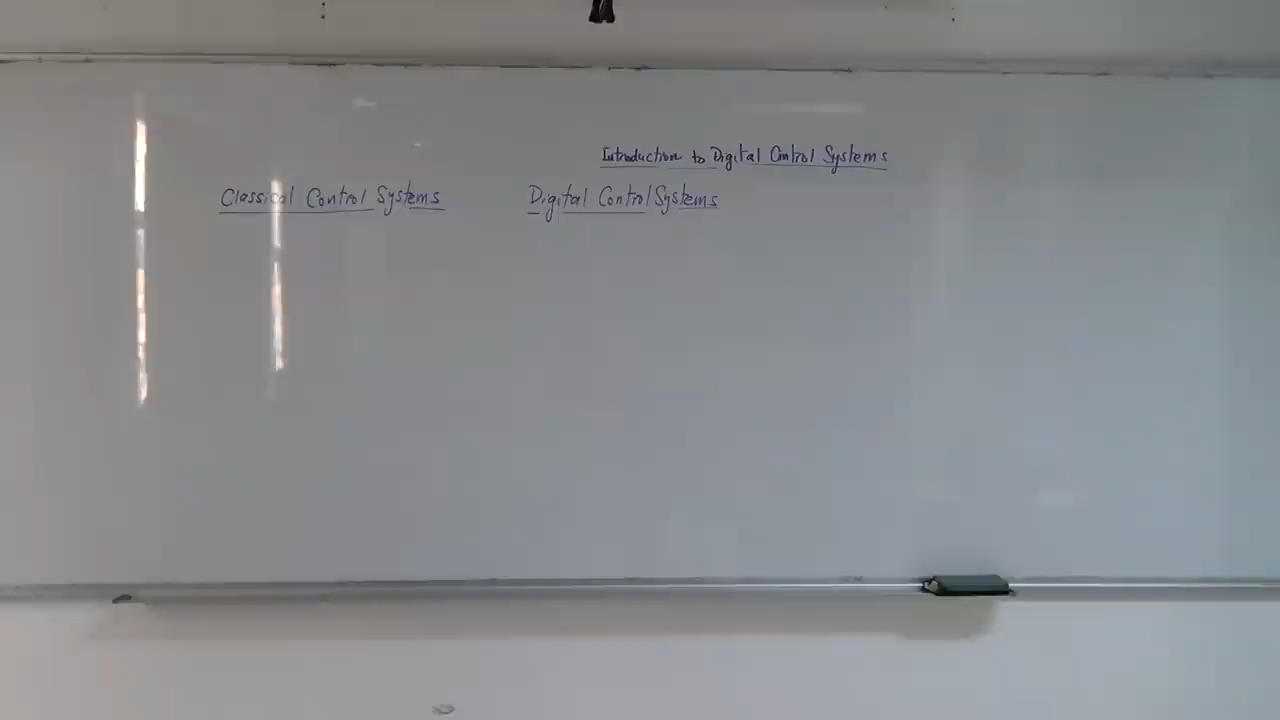 Introduction to Digital Control Systems
Classical Control Systems
Digital Control Systems